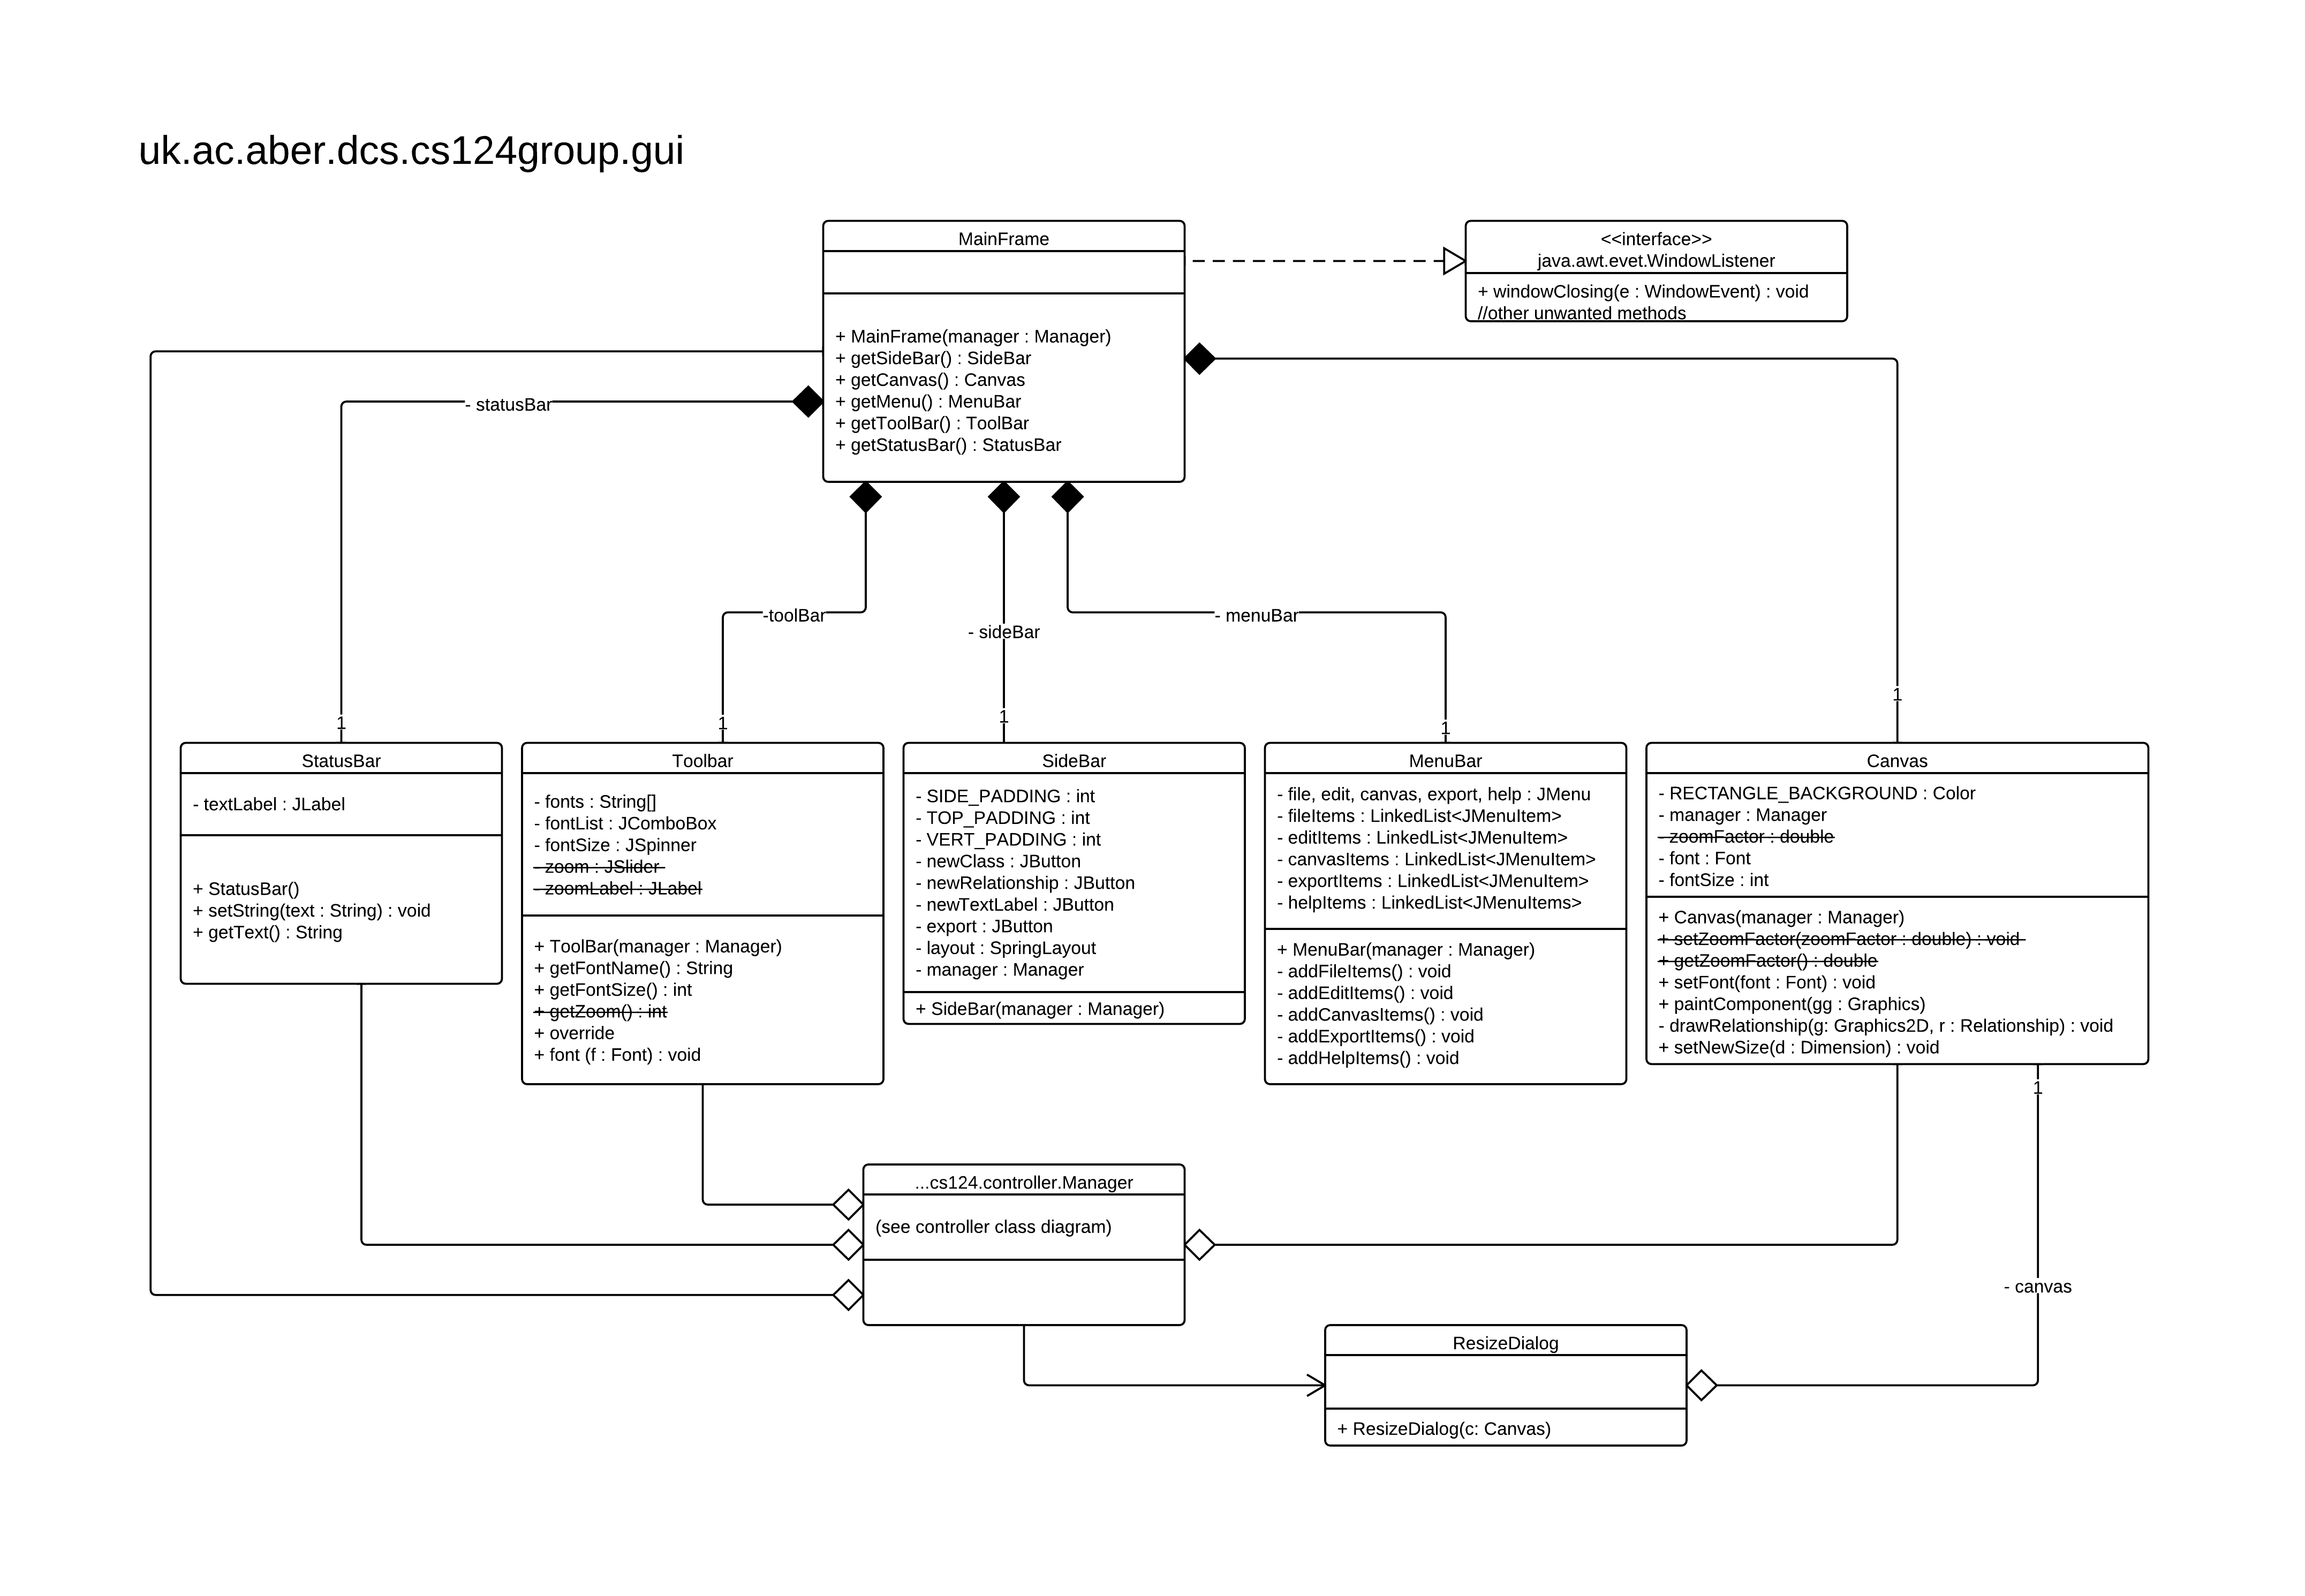 uk.ac.aber.dcs.cs124group.gui
MainFrame
+ MainFrame(manager : Manager)
+ getSideBar() : SideBar
+ getCanvas() : Canvas
+ getMenu() : MenuBar
+ getToolBar() : ToolBar
+ getStatusBar() : StatusBar
<<interface>>
java.awt.evet.WindowListener
+ windowClosing(e : WindowEvent) : void
//other unwanted methods
- statusBar
-toolBar
- sideBar
- menuBar
1
1
1
1
1
StatusBar
- textLabel : JLabel
+ StatusBar()
+ setString(text : String) : void
+ getText() : String
Toolbar
- fonts : String[]
- fontList : JComboBox
- fontSize : JSpinner
- zoom : JSlider
- zoomLabel : JLabel
+ ToolBar(manager : Manager)
+ getFontName() : String
+ getFontSize() : int
+ getZoom() : int
+ override
+ font (f : Font) : void
SideBar
- SIDE_PADDING : int
- TOP_PADDING : int
- VERT_PADDING : int
- newClass : JButton
- newRelationship : JButton
- newTextLabel : JButton
- export : JButton
- layout : SpringLayout
- manager : Manager
+ SideBar(manager : Manager)
MenuBar
- file, edit, canvas, export, help : JMenu
- fileItems : LinkedList<JMenuItem>
- editItems : LinkedList<JMenuItem>
- canvasItems : LinkedList<JMenuItem>
- exportItems : LinkedList<JMenuItem>
- helpItems : LinkedList<JMenuItems>
+ MenuBar(manager : Manager)
- addFileItems() : void
- addEditItems() : void
- addCanvasItems() : void
- addExportItems() : void
- addHelpItems() : void
Canvas
- RECTANGLE_BACKGROUND : Color
- manager : Manager
- zoomFactor : double
- font : Font
- fontSize : int
+ Canvas(manager : Manager)
+ setZoomFactor(zoomFactor : double) : void
+ getZoomFactor() : double
+ setFont(font : Font) : void
+ paintComponent(gg : Graphics)
- drawRelationship(g: Graphics2D, r : Relationship) : void
+ setNewSize(d : Dimension) : void
1
...cs124.controller.Manager
(see controller class diagram)
- canvas
ResizeDialog
+ ResizeDialog(c: Canvas)